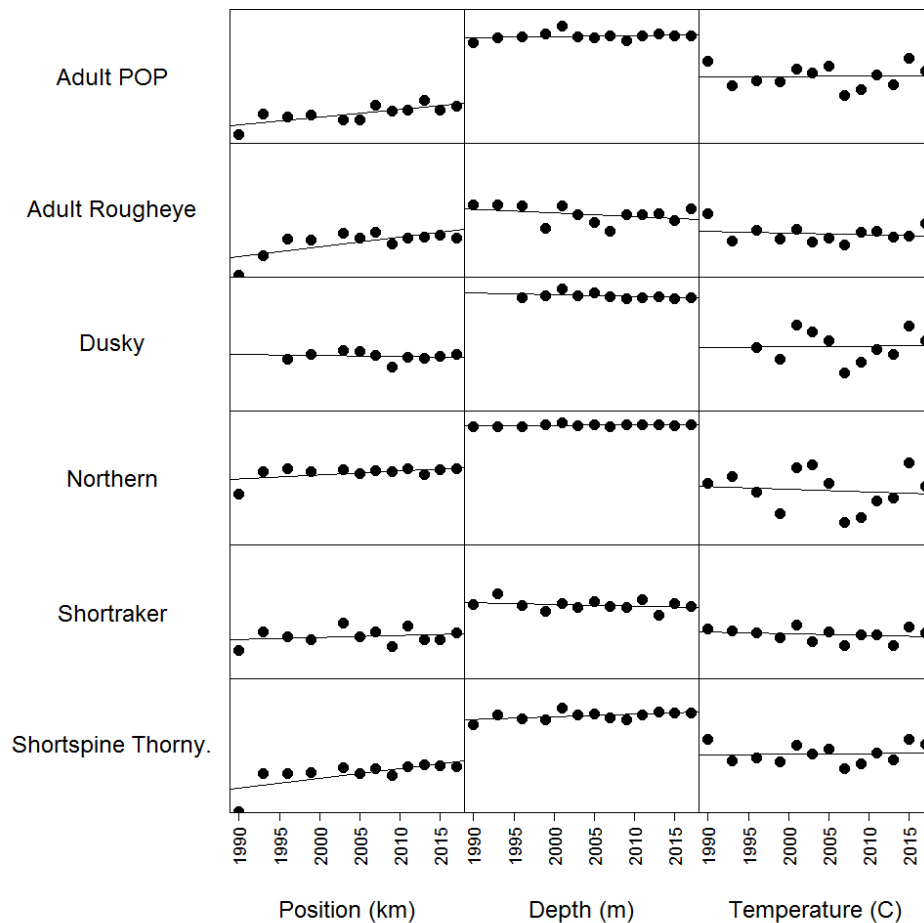 Adult POP
Adult Rougheye
Dusky
Northern
Shortraker
Shortspine Thorny.
1990 1995 2000 2005 2010 2015 1990 1995 2000 2005 2010 2015 1990 1995 2000 2005 2010 2015
Position (km) Depth (m) Temperature (C)